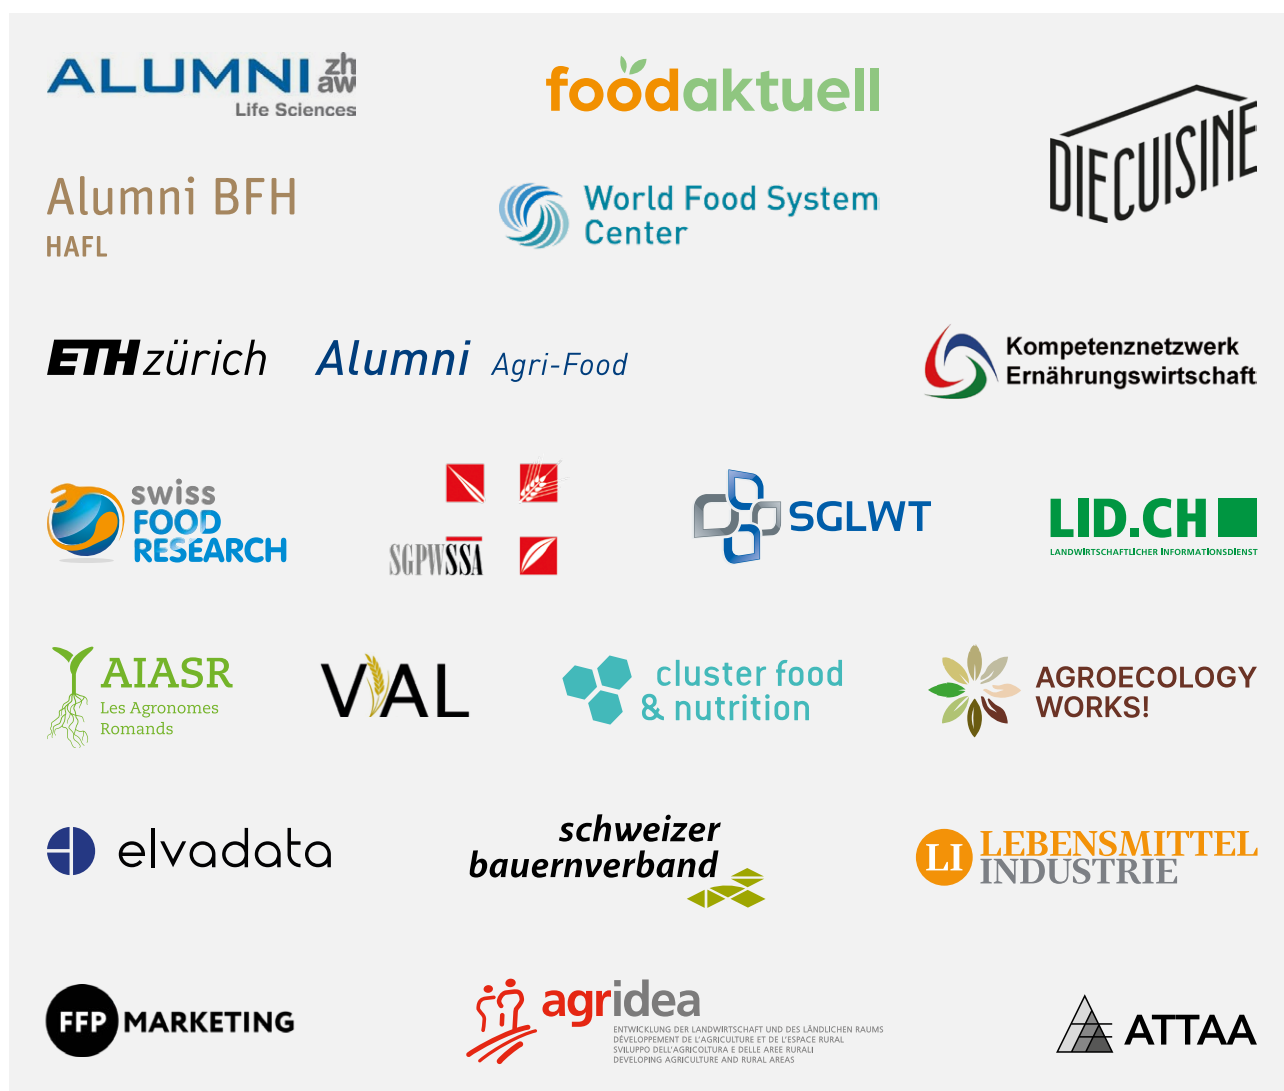 ALUMNI zh
aw
Life Sciences
foodaktuell
DIECUISINE
Alumni BFH
HAFL
World Food System
Center
ETH zürich Alumni Agri-Food
Kompetenznetzwerk
Ernährungswirtschaft
swiss
FOOD
RESEARCH
SGPWSSA
SGLWT
LID.CH
LANDWIRTSCHAFTLICHER INFORMATIONSDIENST
AIASR
Les Agronomes
Romands
VIAL
cluster food
& nutrition
AGROECOLOGY
WORKS!
elvadata
schweizer
bauernverband
LI LEBENSMITTEL
INDUSTRIE
FFP MARKETING
agridea
ENTWICKLUNG DER LANDWIRTSCHAFT UND DES LÄNDLICHEN RAUMS
DÉVELOPPEMENT DE L'AGRICULTURE ET DE L'ESPACE RURAL
SVILUPPO DELL'AGRICOLTURA E DELLE AREE RURALI
DEVELOPING AGRICULTURE AND RURAL AREAS
ATTAA